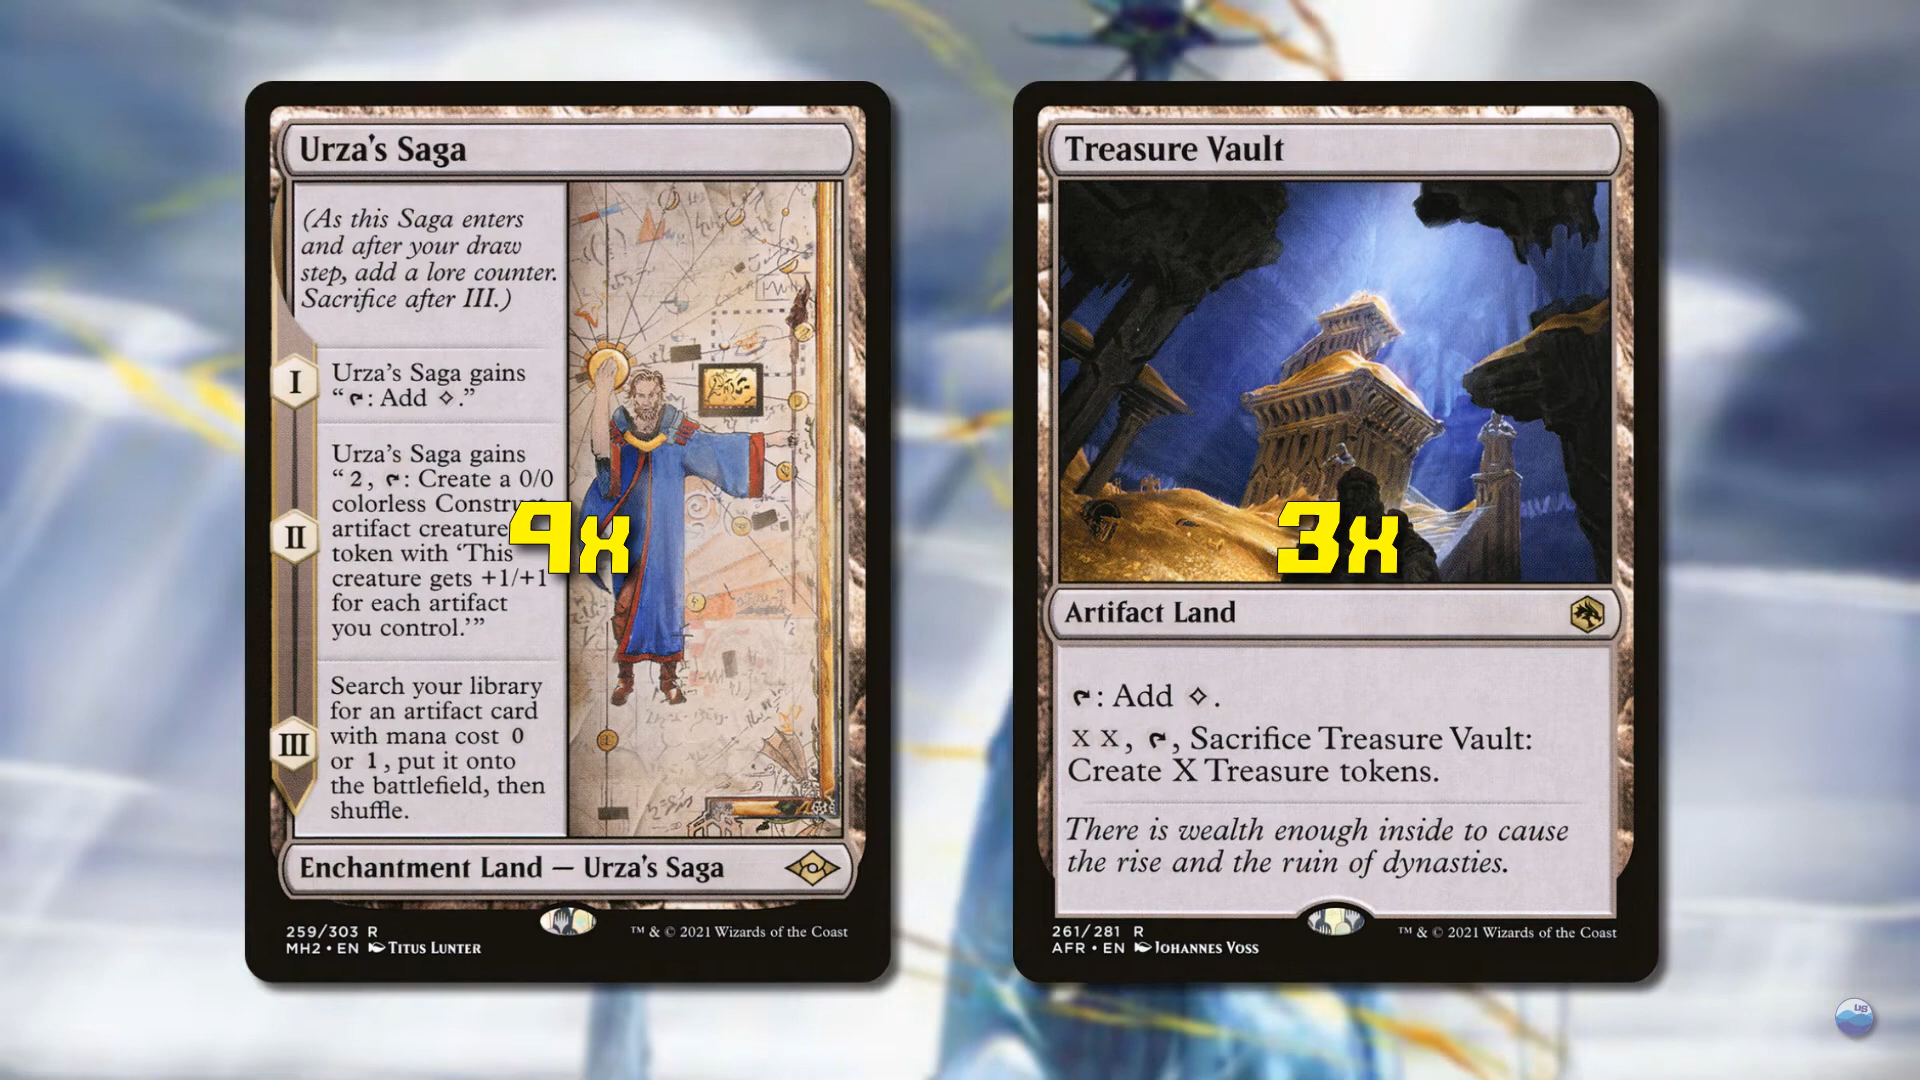 Urza's Saga
(As this Saga enters
and after your draw
step, add a lore counter.
Sacrifice after III.)
I
Urza's Saga gains
": Add ."
II
Urza's Saga gains
"2, : Create a 0/0
colorless Construct
artifact creature
token with 'This
creature gets +1/+1
for each artifact
you control.'"
III
Search your library
for an artifact card
with mana cost 0
or 1, put it onto
the battlefield, then
shuffle.
Enchantment Land — Urza's Saga
259/303 R
MH2 • EN Titus Lunter
™ & © 2021 Wizards of the Coast
4x
Treasure Vault
3x
Artifact Land
: Add .
X X, , Sacrifice Treasure Vault:
Create X Treasure tokens.
There is wealth enough inside to cause
the rise and the ruin of dynasties.
261/281 R
AFR • EN Johannes Voss
™ & © 2021 Wizards of the Coast
ug